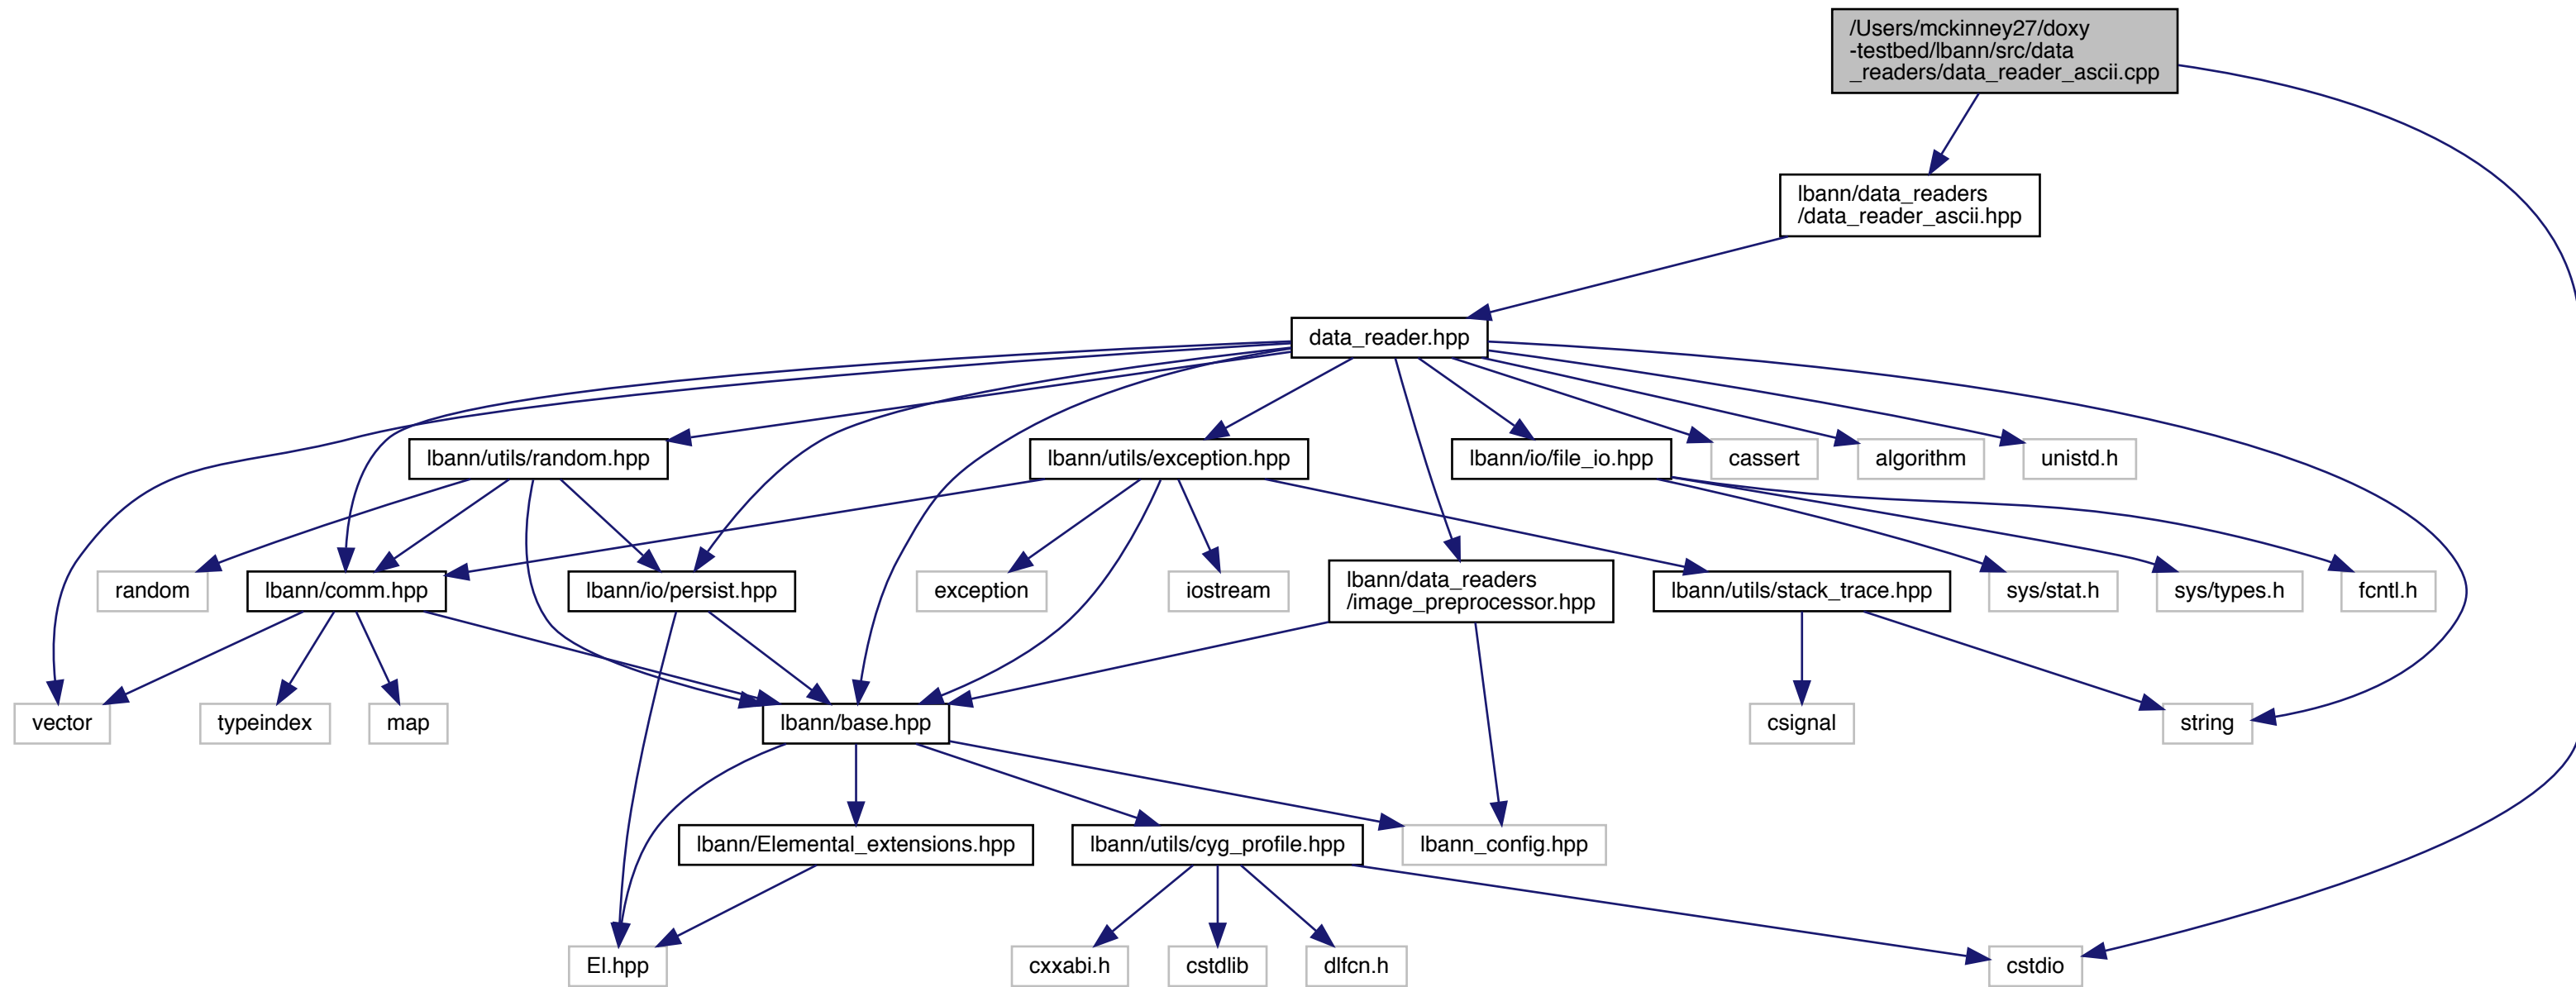 /Users/mckinney27/doxy
-testbed/lbann/src/data
_readers/data_reader_ascii.cpp
lbann/data_readers
/data_reader_ascii.hpp
data_reader.hpp
lbann/utils/random.hpp
lbann/utils/exception.hpp
lbann/io/file_io.hpp
cassert
algorithm
unistd.h
random
lbann/comm.hpp
lbann/io/persist.hpp
exception
iostream
lbann/data_readers
/image_preprocessor.hpp
lbann/utils/stack_trace.hpp
sys/stat.h
sys/types.h
fcntl.h
vector
typeindex
map
lbann/base.hpp
csignal
string
lbann/Elemental_extensions.hpp
lbann/utils/cyg_profile.hpp
lbann_config.hpp
El.hpp
cxxabi.h
cstdlib
dlfcn.h
cstdio